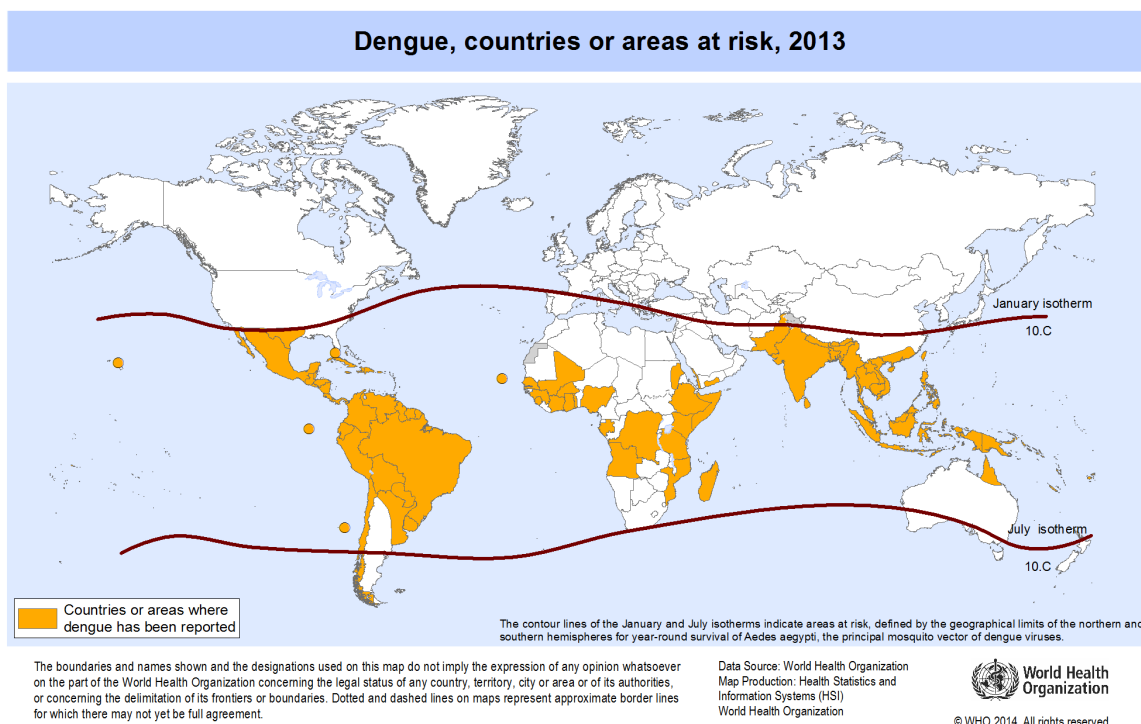 Dengue, countries or areas at risk, 2013
January isotherm
10.C
July isotherm
10.C
Countries or areas where
dengue has been reported
The contour lines of the January and July isotherms indicate areas at risk, defined by the geographical limits of the northern and
southern hemispheres for year-round survival of Aedes aegypti, the principal mosquito vector of dengue viruses.
The boundaries and names shown and the designations used on this map do not imply the expression of any opinion whatsoever
on the part of the World Health Organization concerning the legal status of any country, territory, city or area or of its authorities,
or concerning the delimitation of its frontiers or boundaries. Dotted and dashed lines on maps represent approximate border lines
for which there may not yet be full agreement.
Data Source: World Health Organization
Map Production: Health Statistics and
Information Systems (HSI)
World Health Organization
World Health
Organization
© WHO 2014. All rights reserved